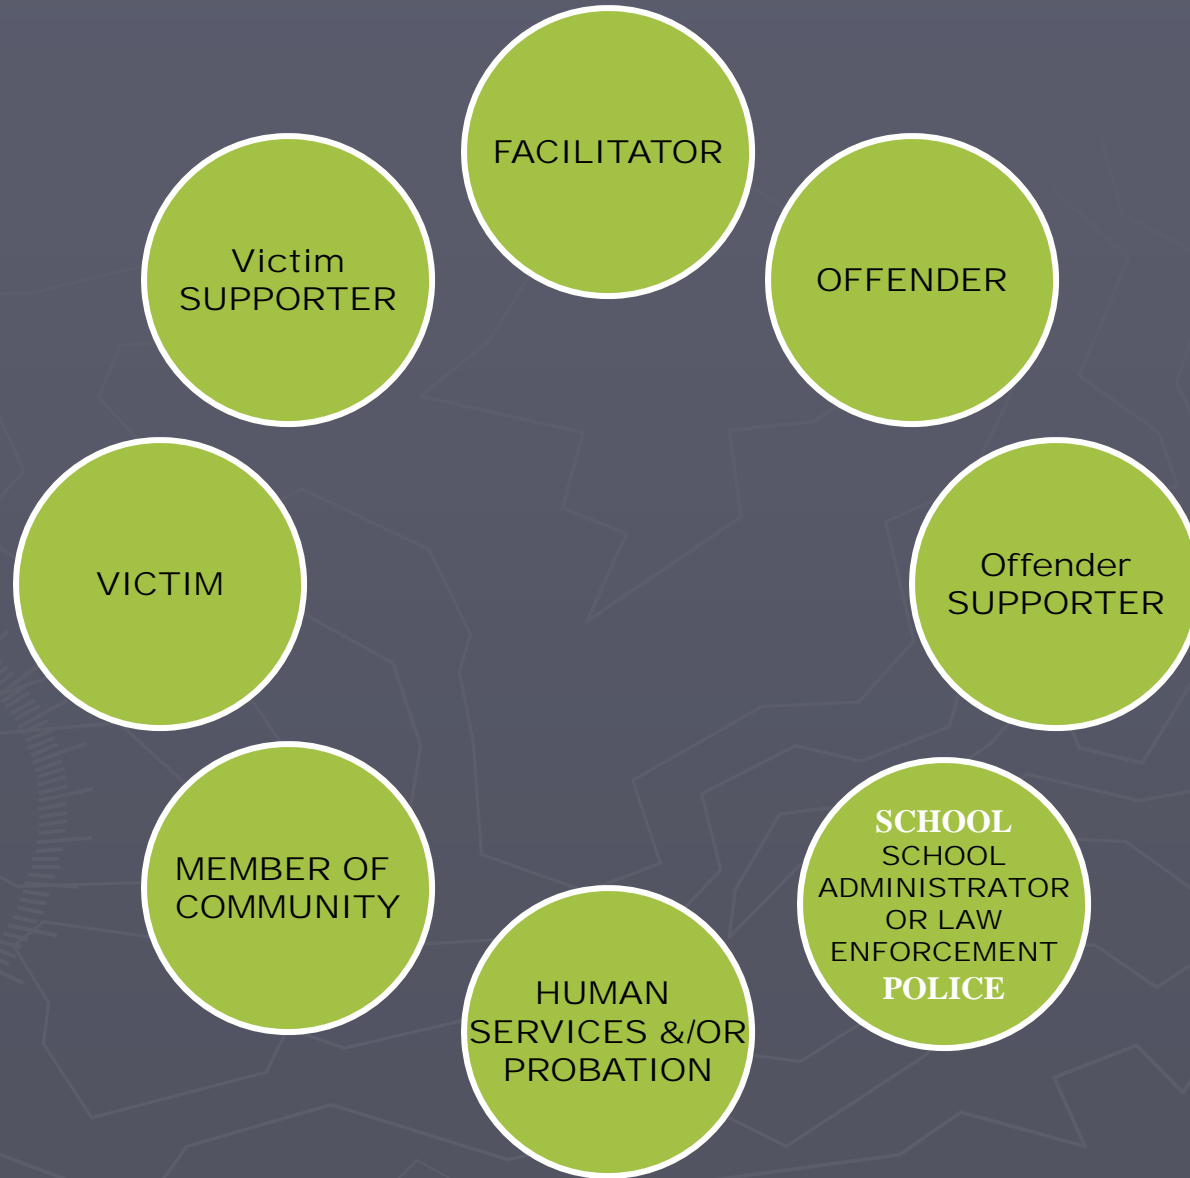 FACILITATOR
Victim
SUPPORTER
OFFENDER
VICTIM
Offender
SUPPORTER
MEMBER OF
COMMUNITY
SCHOOL
SCHOOL
ADMINISTRATOR
OR LAW
ENFORCEMENT
POLICE
HUMAN
SERVICES &/OR
PROBATION